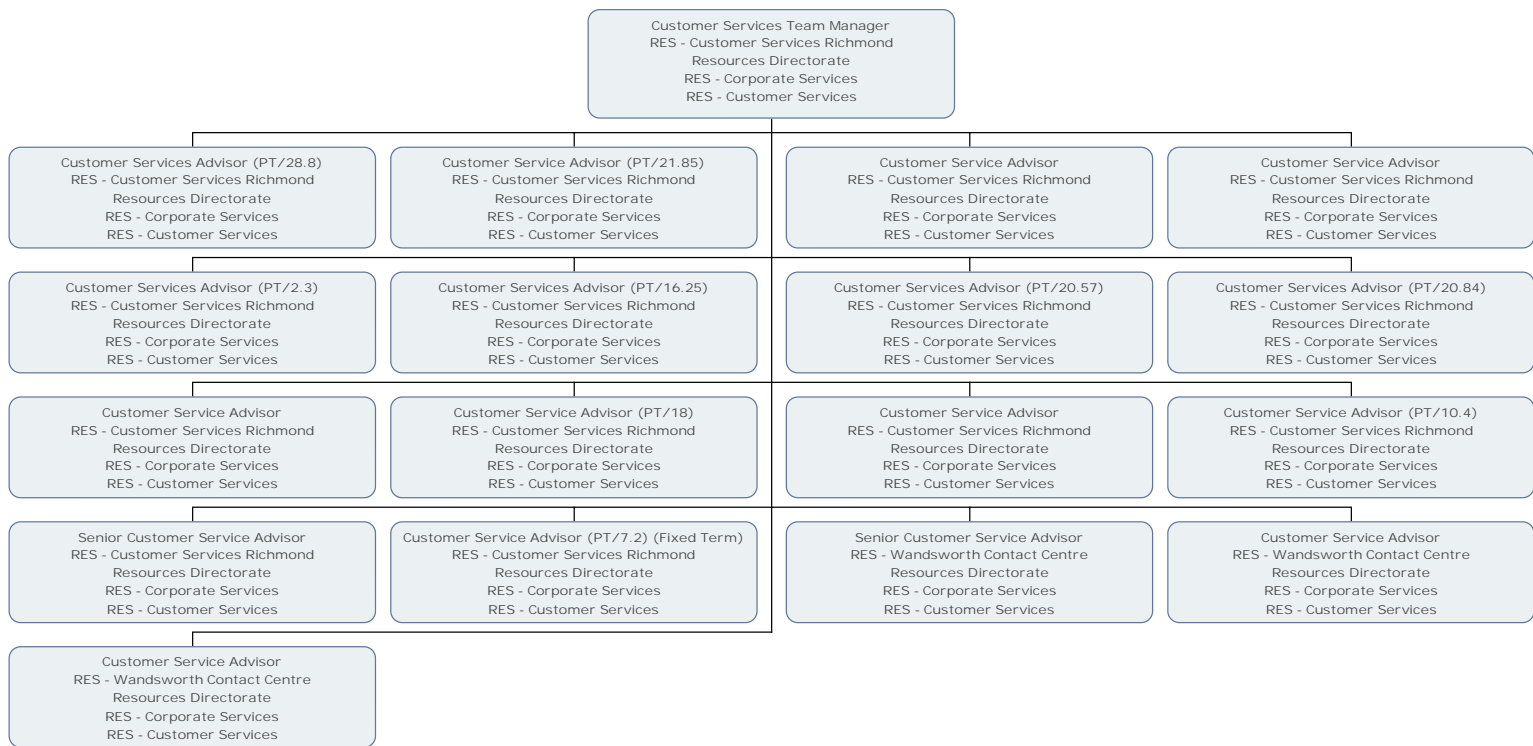 Customer Services Team Manager
RES - Customer Services Richmond
Resources Directorate
RES - Corporate Services
RES - Customer Services
Customer Services Advisor (PT/28.8)
RES - Customer Services Richmond
Resources Directorate
RES - Corporate Services
RES - Customer Services
Customer Service Advisor (PT/21.85)
RES - Customer Services Richmond
Resources Directorate
RES - Corporate Services
RES - Customer Services
Customer Service Advisor
RES - Customer Services Richmond
Resources Directorate
RES - Corporate Services
RES - Customer Services
Customer Service Advisor
RES - Customer Services Richmond
Resources Directorate
RES - Corporate Services
RES - Customer Services
Customer Services Advisor (PT/2.3)
RES - Customer Services Richmond
Resources Directorate
RES - Corporate Services
RES - Customer Services
Customer Services Advisor (PT/16.25)
RES - Customer Services Richmond
Resources Directorate
RES - Corporate Services
RES - Customer Services
Customer Services Advisor (PT/20.57)
RES - Customer Services Richmond
Resources Directorate
RES - Corporate Services
RES - Customer Services
Customer Services Advisor (PT/20.84)
RES - Customer Services Richmond
Resources Directorate
RES - Corporate Services
RES - Customer Services
Customer Service Advisor
RES - Customer Services Richmond
Resources Directorate
RES - Corporate Services
RES - Customer Services
Customer Service Advisor (PT/18)
RES - Customer Services Richmond
Resources Directorate
RES - Corporate Services
RES - Customer Services
Customer Service Advisor
RES - Customer Services Richmond
Resources Directorate
RES - Corporate Services
RES - Customer Services
Customer Service Advisor (PT/10.4)
RES - Customer Services Richmond
Resources Directorate
RES - Corporate Services
RES - Customer Services
Senior Customer Service Advisor
RES - Customer Services Richmond
Resources Directorate
RES - Corporate Services
RES - Customer Services
Customer Service Advisor (PT/7.2) (Fixed Term)
RES - Customer Services Richmond
Resources Directorate
RES - Corporate Services
RES - Customer Services
Senior Customer Service Advisor
RES - Wandsworth Contact Centre
Resources Directorate
RES - Corporate Services
RES - Customer Services
Customer Service Advisor
RES - Wandsworth Contact Centre
Resources Directorate
RES - Corporate Services
RES - Customer Services
Customer Service Advisor
RES - Wandsworth Contact Centre
Resources Directorate
RES - Corporate Services
RES - Customer Services